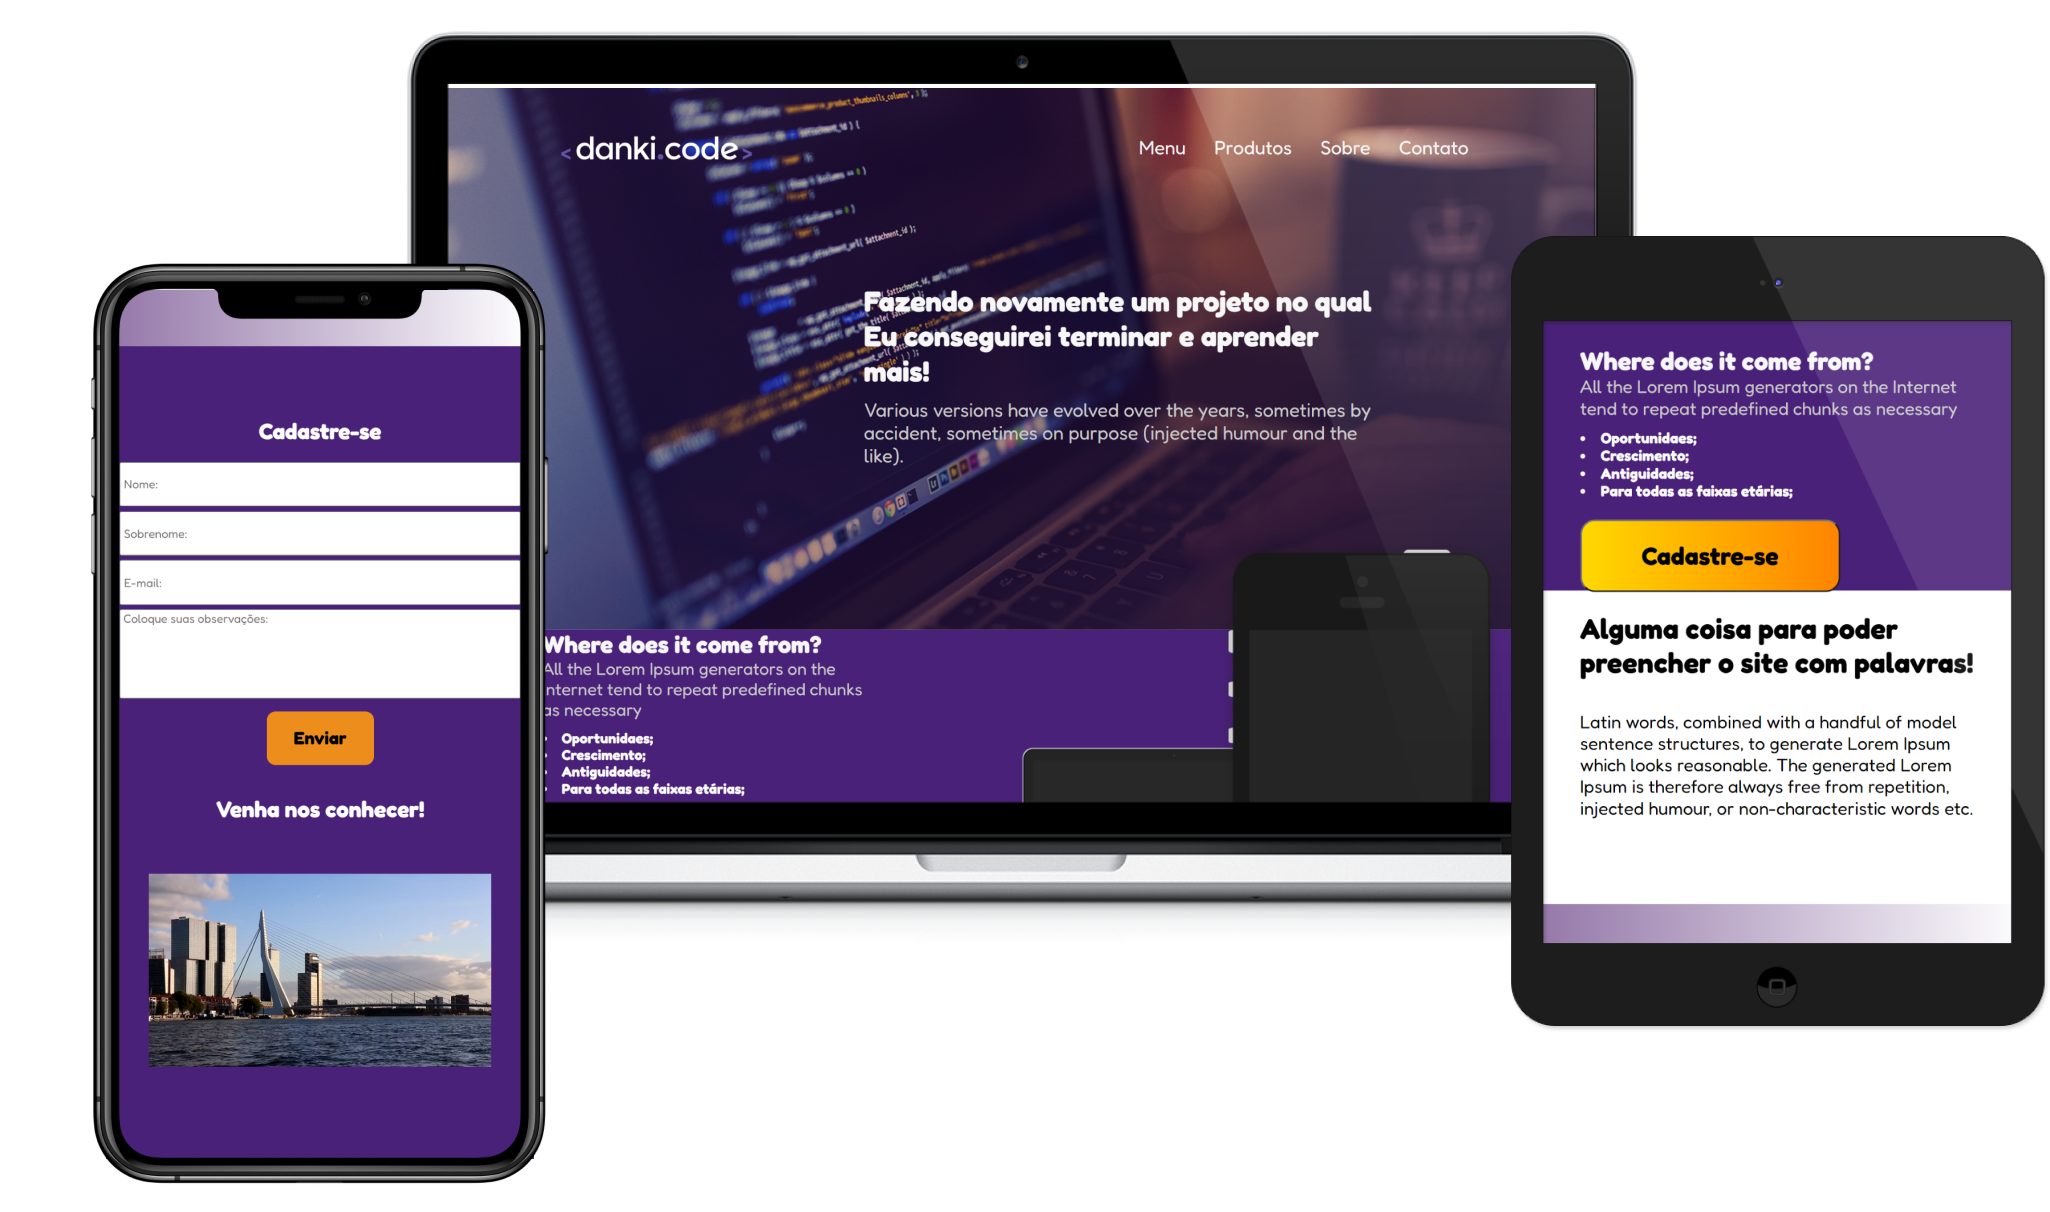 <danki.code>
Menu Produtos Sobre Contato
Fazendo novamente um projeto no qual
Eu conseguirei terminar e aprender
mais!
Various versions have evolved over the years, sometimes by
accident, sometimes on purpose (injected humour and the
like).
Where does it come from?
All the Lorem Ipsum generators on the
nternet tend to repeat predefined chunks
as necessary
Oportunidaes;
Crescimento;
Antiguidades;
Para todas as faixas etárias;
Cadastre-se
Nome:
Sobrenome:
E-mail:
Coloque suas observações:
Enviar
Venha nos conhecer!
Where does it come from?
All the Lorem Ipsum generators on the Internet
tend to repeat predefined chunks as necessary
• Oportunidaes;
• Crescimento;
• Antiguidades;
• Para todas as faixas etárias;
Cadastre-se
Alguma coisa para poder
preencher o site com palavras!
Latin words, combined with a handful of model
sentence structures, to generate Lorem Ipsum
which looks reasonable. The generated Lorem
Ipsum is therefore always free from repetition,
injected humour, or non-characteristic words etc.